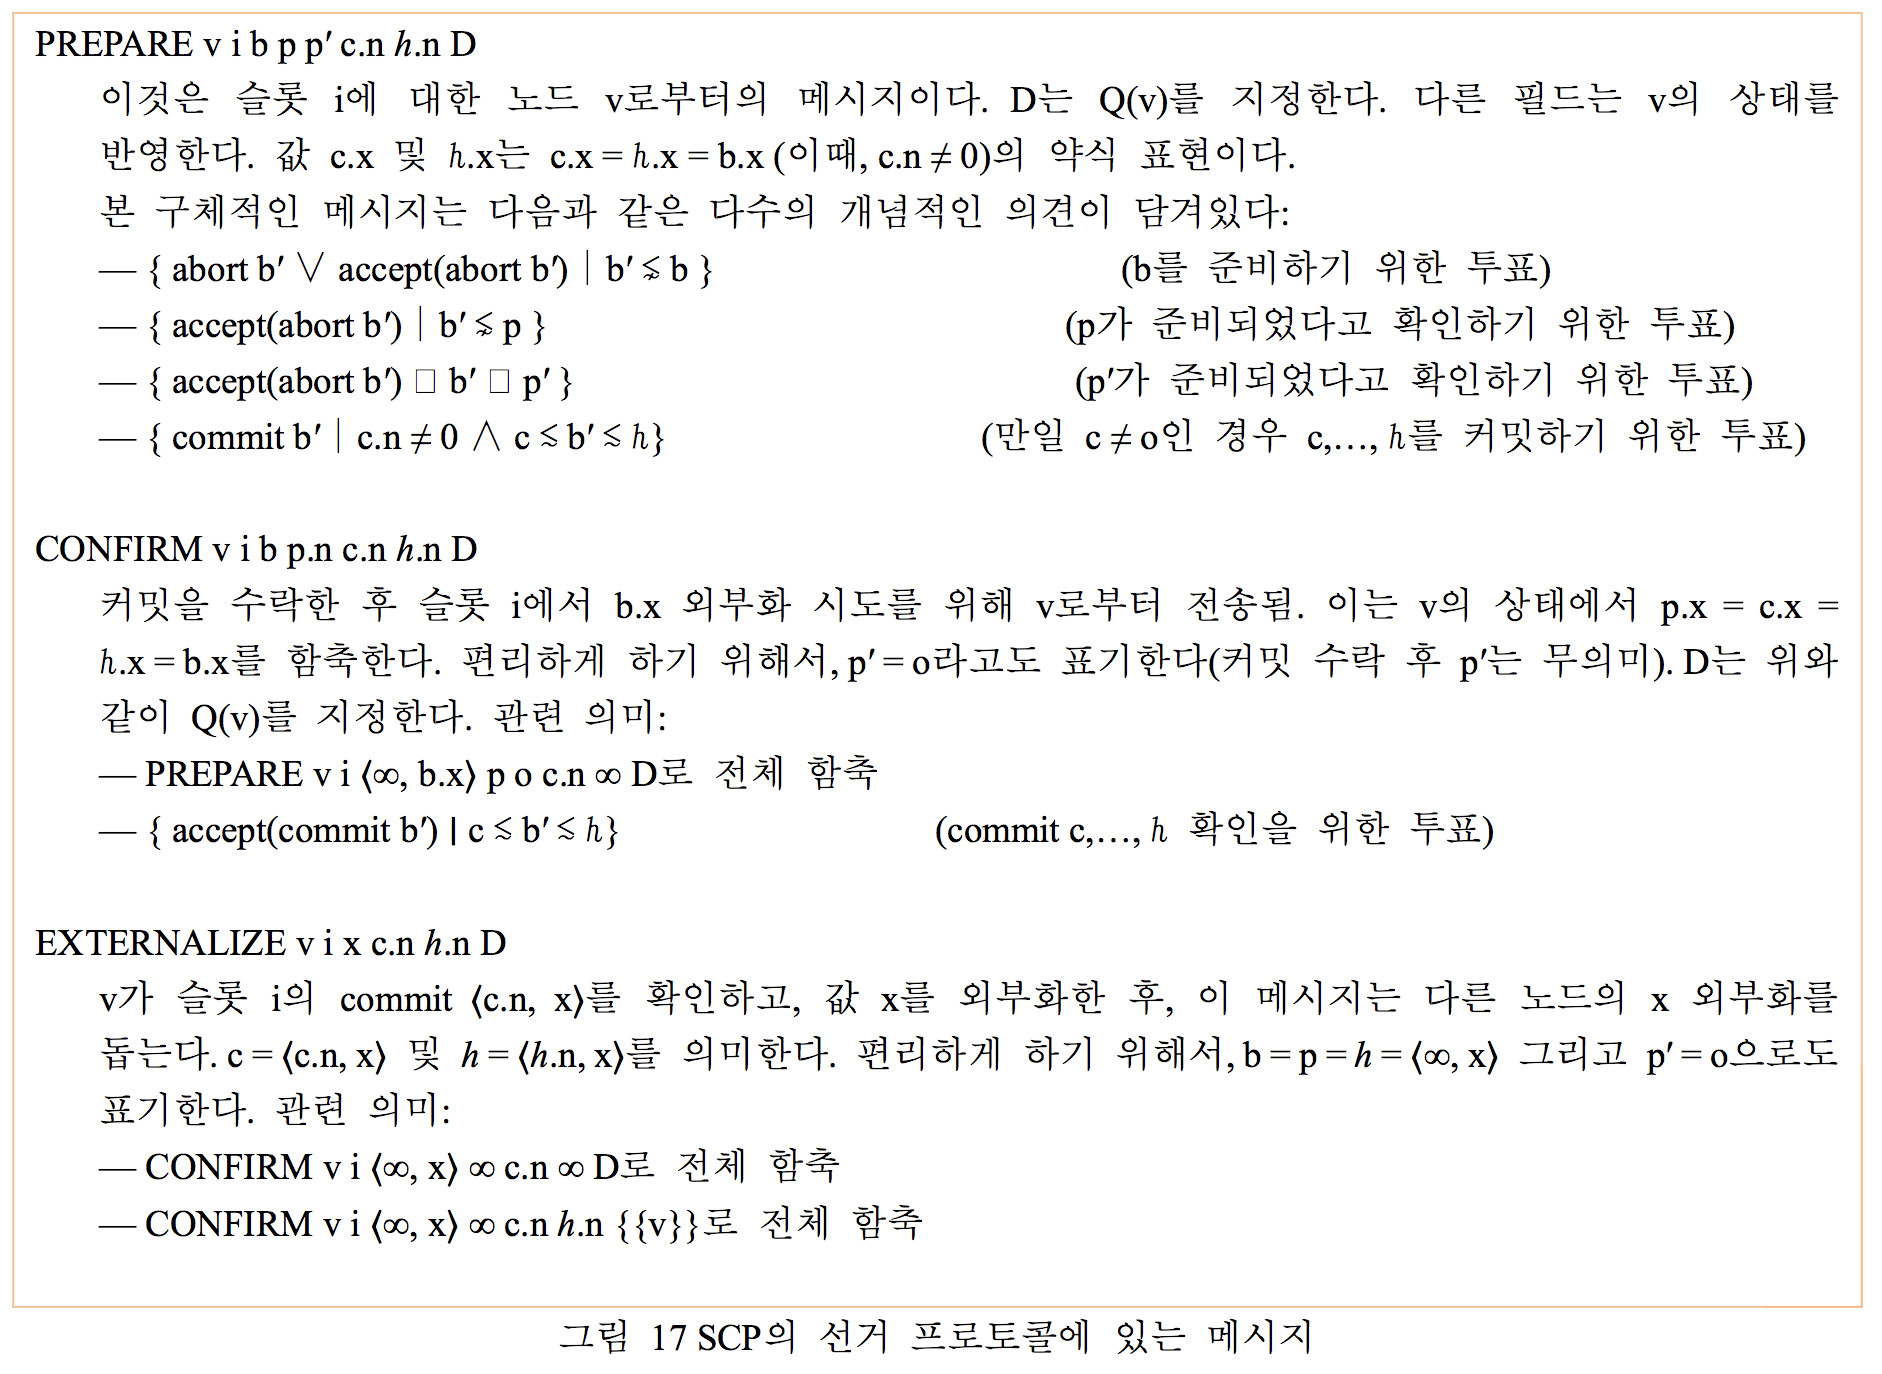 PREPARE v i b p p′ c.n h.n D
이것은 슬롯 i에 대한 노드 v로부터의 메시지이다. D는 Q(v)를 지정한다. 다른 필드는 v의 상태를
반영한다. 값 c.x 및 h.x는 c.x = h.x = b.x (이때, c.n ≠ 0)의 약식 표현이다.
본 구체적인 메시지는 다음과 같은 다수의 개념적인 의견이 담겨있다:
— { abort b′ ∨ accept(abort b′) | b′ ⋨ b } (b를 준비하기 위한 투표)
— { accept(abort b′) | b′ ⋨ p } (p가 준비되었다고 확인하기 위한 투표)
— { accept(abort b′) □ b′ □ p′ } (p′가 준비되었다고 확인하기 위한 투표)
— { commit b′ | c.n ≠ 0 ∧ c ≲ b′ ≲ h} (만일 c ≠ o인 경우 c,…, h를 커밋하기 위한 투표)
CONFIRM v i b p.n c.n h.n D
커밋을 수락한 후 슬롯 i에서 b.x 외부화 시도를 위해 v로부터 전송됨. 이는 v의 상태에서 p.x = c.x =
h.x = b.x를 함축한다. 편리하게 하기 위해서, p′ = o라고도 표기한다(커밋 수락 후 p′는 무의미). D는 위와
같이 Q(v)를 지정한다. 관련 의미:
— PREPARE v i ⟨∞, b.x⟩ p o c.n ∞ D로 전체 함축
— { accept(commit b′) | c ≲ b′ ≲ h} (commit c,…, h 확인을 위한 투표)
EXTERNALIZE v i x c.n h.n D
v가 슬롯 i의 commit ⟨c.n, x⟩를 확인하고, 값 x를 외부화한 후, 이 메시지는 다른 노드의 x 외부화를
돕는다. c = ⟨c.n, x⟩ 및 h = ⟨h.n, x⟩를 의미한다. 편리하게 하기 위해서, b = p = h = ⟨∞, x⟩ 그리고 p′ = o으로도
표기한다. 관련 의미:
— CONFIRM v i ⟨∞, x⟩ ∞ c.n ∞ D로 전체 함축
— CONFIRM v i ⟨∞, x⟩ ∞ c.n h.n {{v}}로 전체 함축
그림 17 SCP의 선거 프로토콜에 있는 메시지